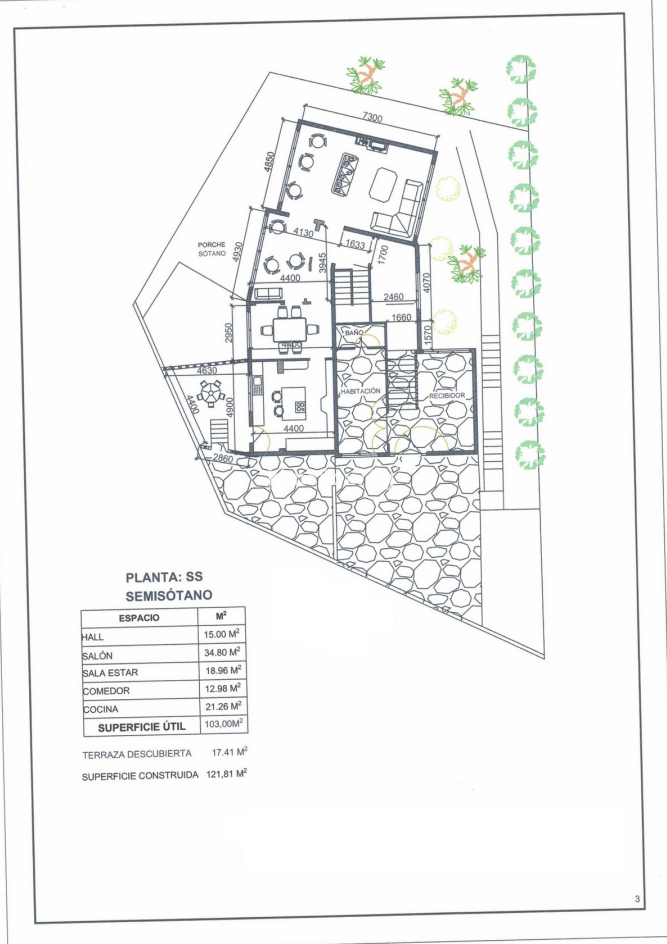 3
7300
4850
4130
1633
1700
PORCHE
SÓTANO
4930
3945
4400
4070
2460
1660
2950
1570
BAÑO
4400
4630
HABITACIÓN
RECIBIDOR
4400
4900
4400
2860
PLANTA: SS
SEMISÓTANO
ESPACIO M²
HALL 15.00 M²
SALÓN 34.80 M²
SALA ESTAR 18.96 M²
COMEDOR 12.98 M²
COCINA 21.26 M²
SUPERFICIE ÚTIL 103,00M²
TERRAZA DESCUBIERTA 17.41 M²
SUPERFICIE CONSTRUIDA 121,81 M²
3